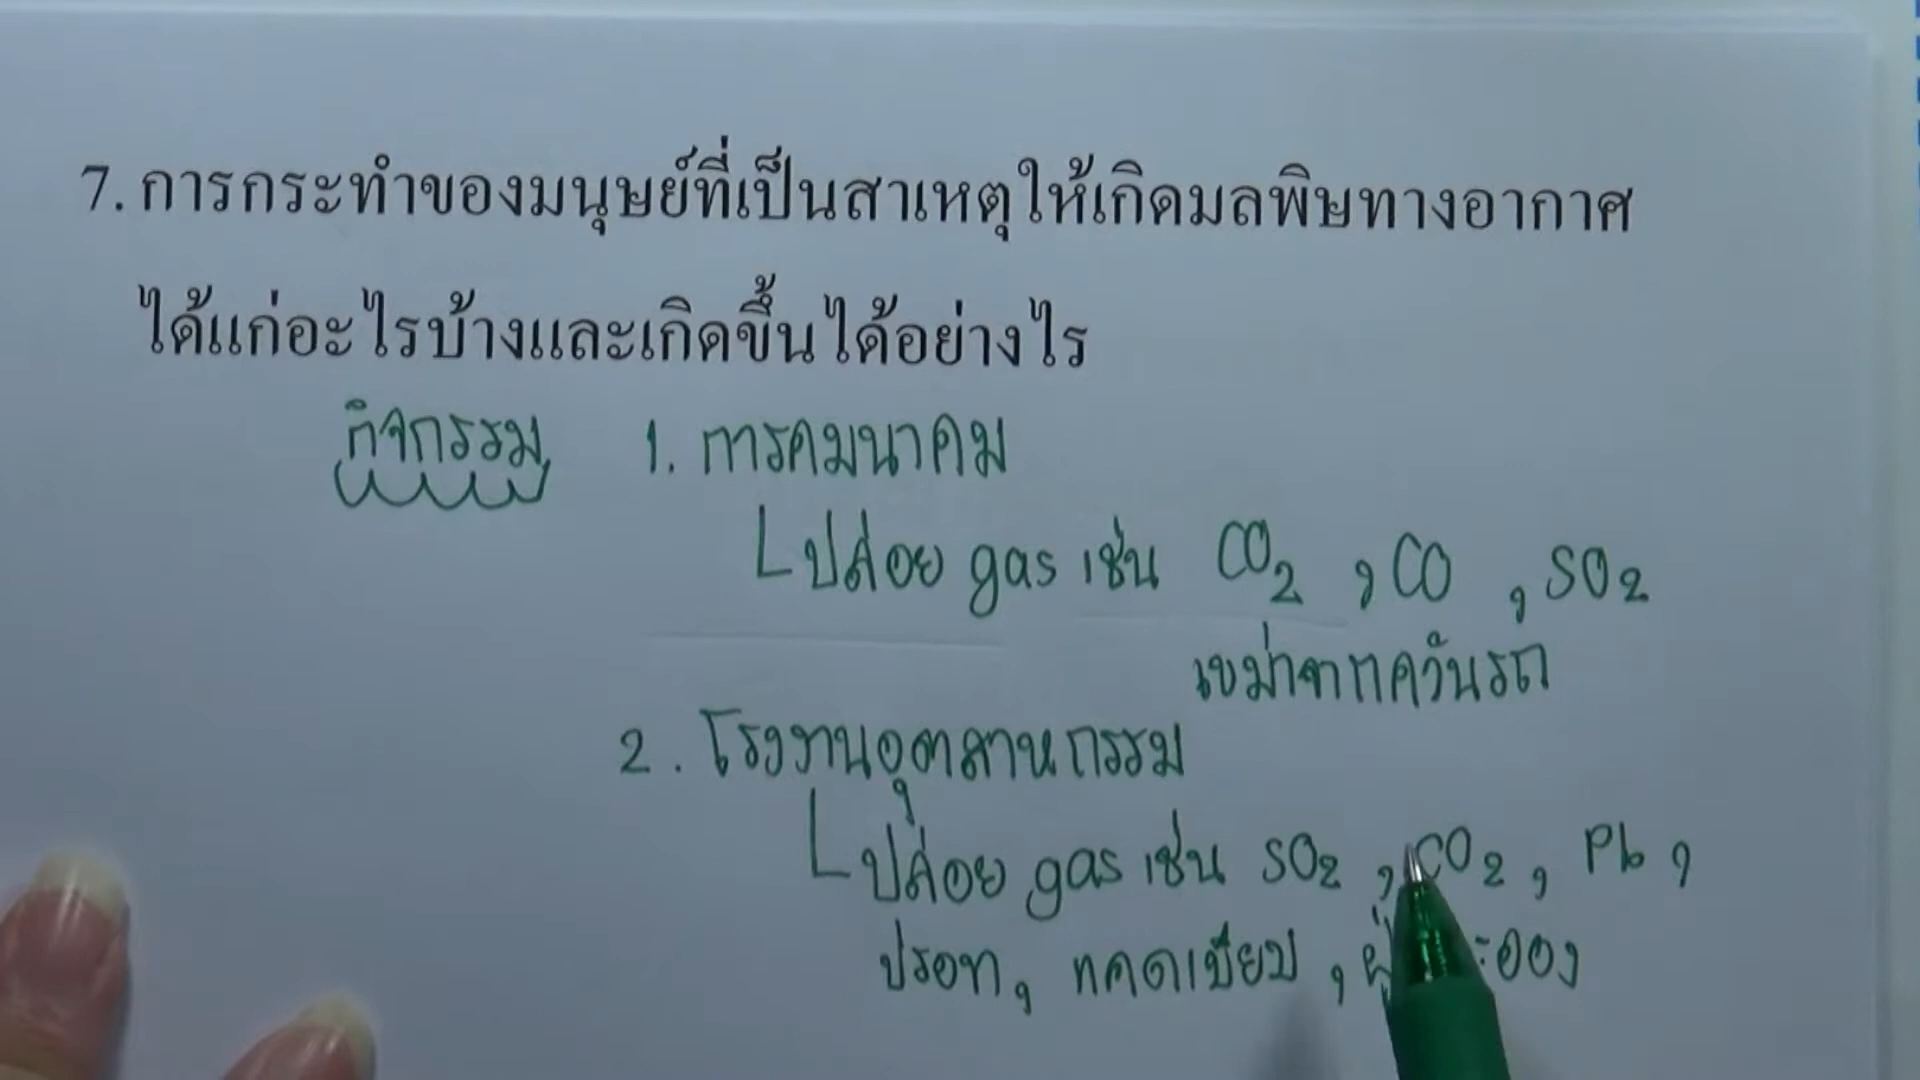 7. การกระทำของมนุษย์ที่เป็นสาเหตุให้เกิดมลพิษทางอากาศ
ได้แก่อะไรบ้างและเกิดขึ้นได้อย่างไร
กิจกรรม 1. การคมนาคม
ปล่อย gas เช่น CO₂ , CO , SO₂
เขม่าจากควันรถ
2. โรงงานอุตสาหกรรม
ปล่อย gas เช่น SO₂ , CO₂ , Pb ,
ปรอท, แคดเมียม ,